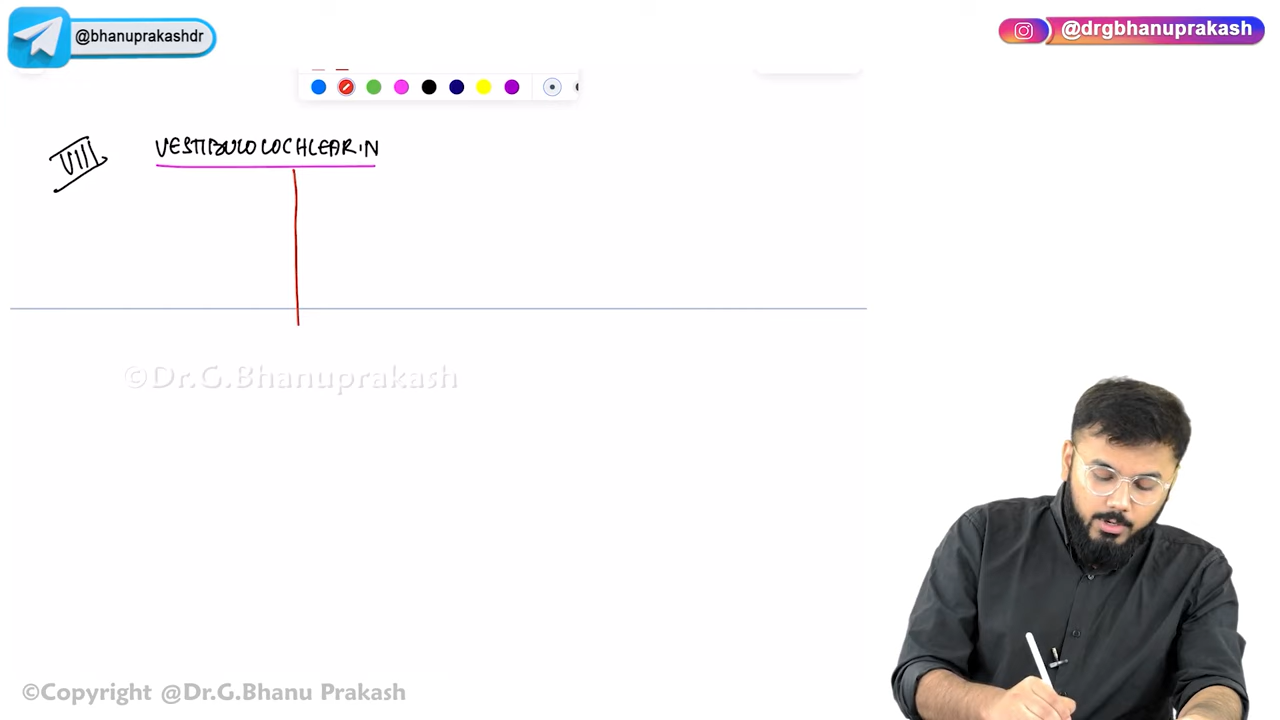 @bhanuprakashdr
@drgbhanuprakash
VIII VESTIBULOCOCHLEAR.N
©Dr.G.Bhanuprakash
©Copyright @Dr.G.Bhanu Prakash